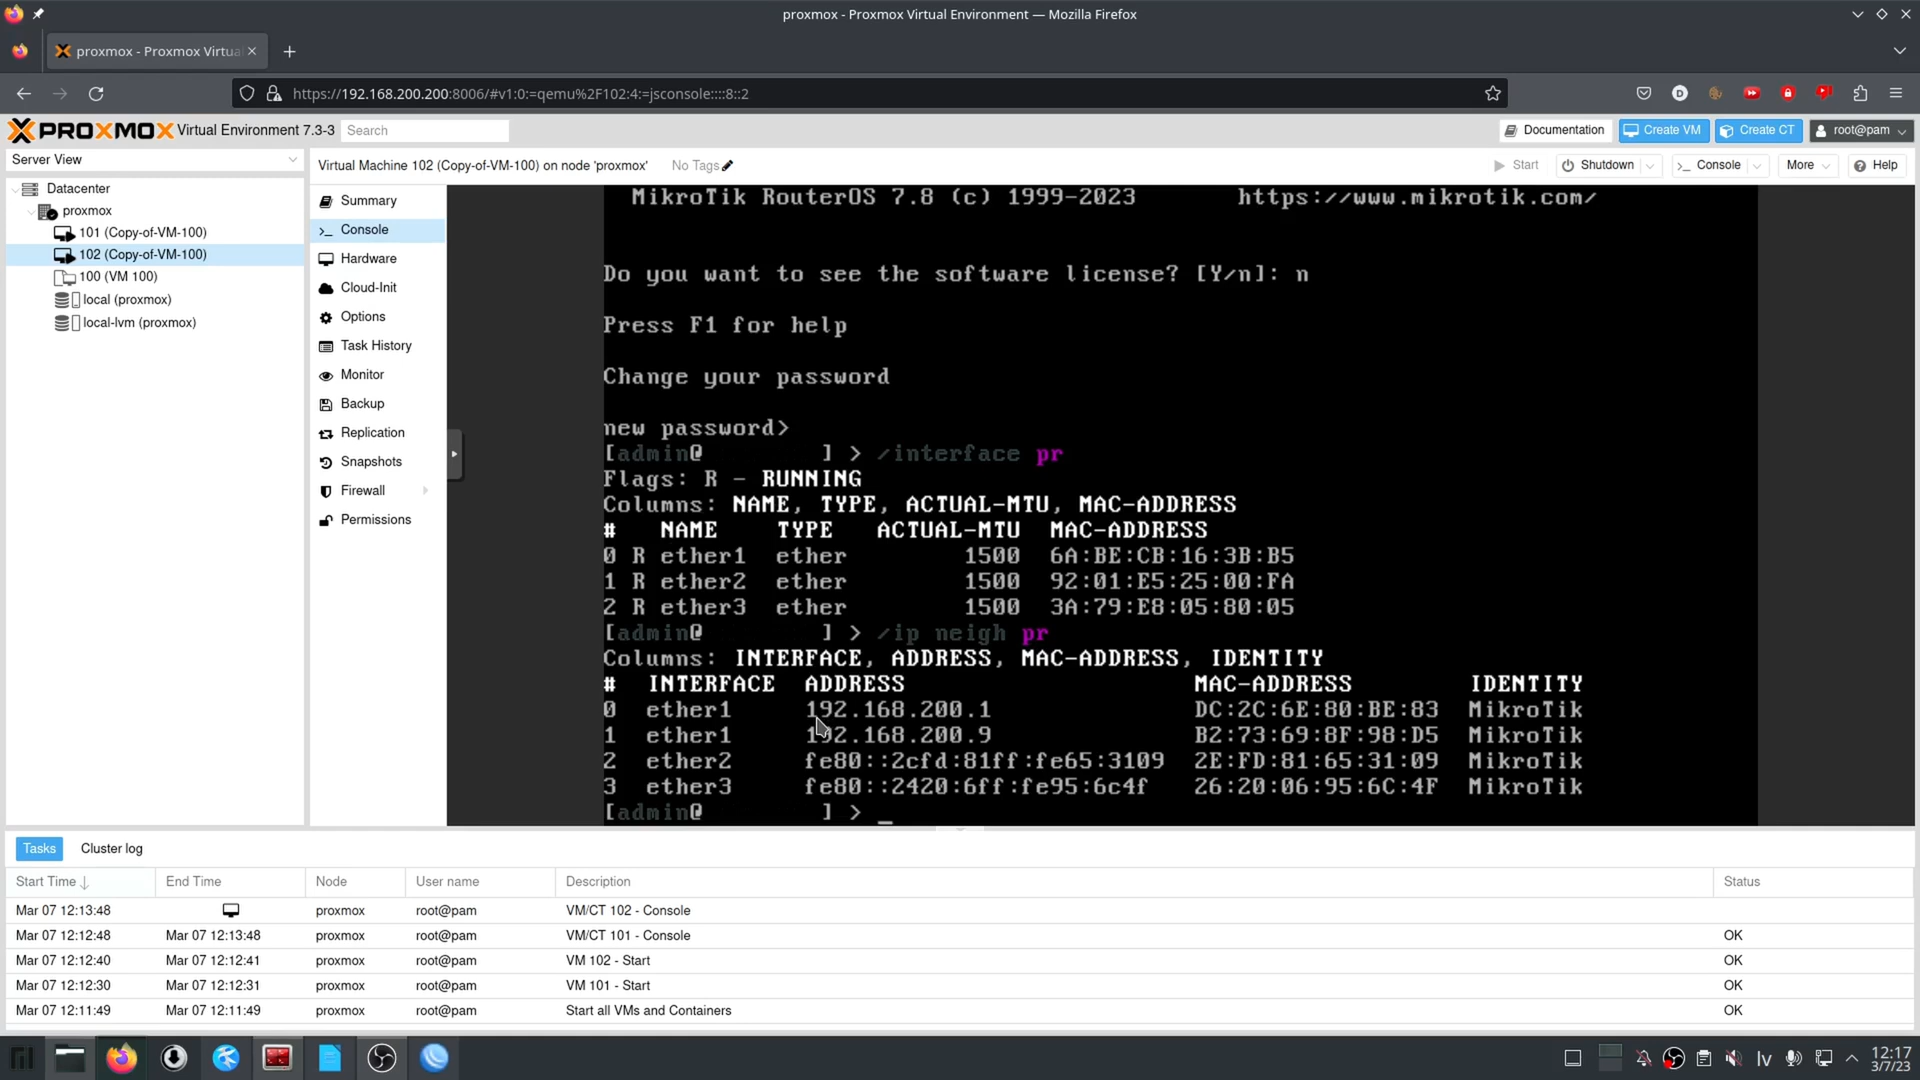 proxmox - Proxmox Virtual Environment — Mozilla Firefox
proxmox - Proxmox Virtua
https://192.168.200.200:8006/#v1:0:=qemu%2F102:4:=jsconsole::::8::2
PROXMOX Virtual Environment 7.3-3 Search Documentation Create VM Create CT root@pam
Server View
Virtual Machine 102 (Copy-of-VM-100) on node 'proxmox' No Tags Start Shutdown Console More Help
Datacenter
proxmox
101 (Copy-of-VM-100)
102 (Copy-of-VM-100)
100 (VM 100)
local (proxmox)
local-lvm (proxmox)
Summary
Console
Hardware
Cloud-Init
Options
Task History
Monitor
Backup
Replication
Snapshots
Firewall
Permissions
MikroTik RouterOS 7.8 (c) 1999-2023 https://www.mikrotik.com/
Do you want to see the software license? [Y/n]: n
Press F1 for help
Change your password
new password>
[admin@ ] > /interface pr
Flags: R - RUNNING
Columns: NAME, TYPE, ACTUAL-MTU, MAC-ADDRESS
# NAME TYPE ACTUAL-MTU MAC-ADDRESS
0 R ether1 ether 1500 6A:BE:CB:16:3B:B5
1 R ether2 ether 1500 92:01:E5:25:00:FA
2 R ether3 ether 1500 3A:79:E8:05:80:05
[admin@ ] > /ip neigh pr
Columns: INTERFACE, ADDRESS, MAC-ADDRESS, IDENTITY
# INTERFACE ADDRESS MAC-ADDRESS IDENTITY
0 ether1 192.168.200.1 DC:2C:6E:80:BE:83 MikroTik
1 ether1 192.168.200.9 B2:73:69:8F:98:D5 MikroTik
2 ether2 fe80::2cfd:81ff:fe65:3109 2E:FD:81:65:31:09 MikroTik
3 ether3 fe80::2420:6ff:fe95:6c4f 26:20:06:95:6C:4F MikroTik
[admin@ ] > _
Tasks Cluster log
Start Time End Time Node User name Description Status
Mar 07 12:13:48 proxmox root@pam VM/CT 102 - Console
Mar 07 12:12:48 Mar 07 12:13:48 proxmox root@pam VM/CT 101 - Console OK
Mar 07 12:12:40 Mar 07 12:12:41 proxmox root@pam VM 102 - Start OK
Mar 07 12:12:30 Mar 07 12:12:31 proxmox root@pam VM 101 - Start OK
Mar 07 12:11:49 Mar 07 12:11:49 proxmox root@pam Start all VMs and Containers OK
lv 12:17
3/7/23